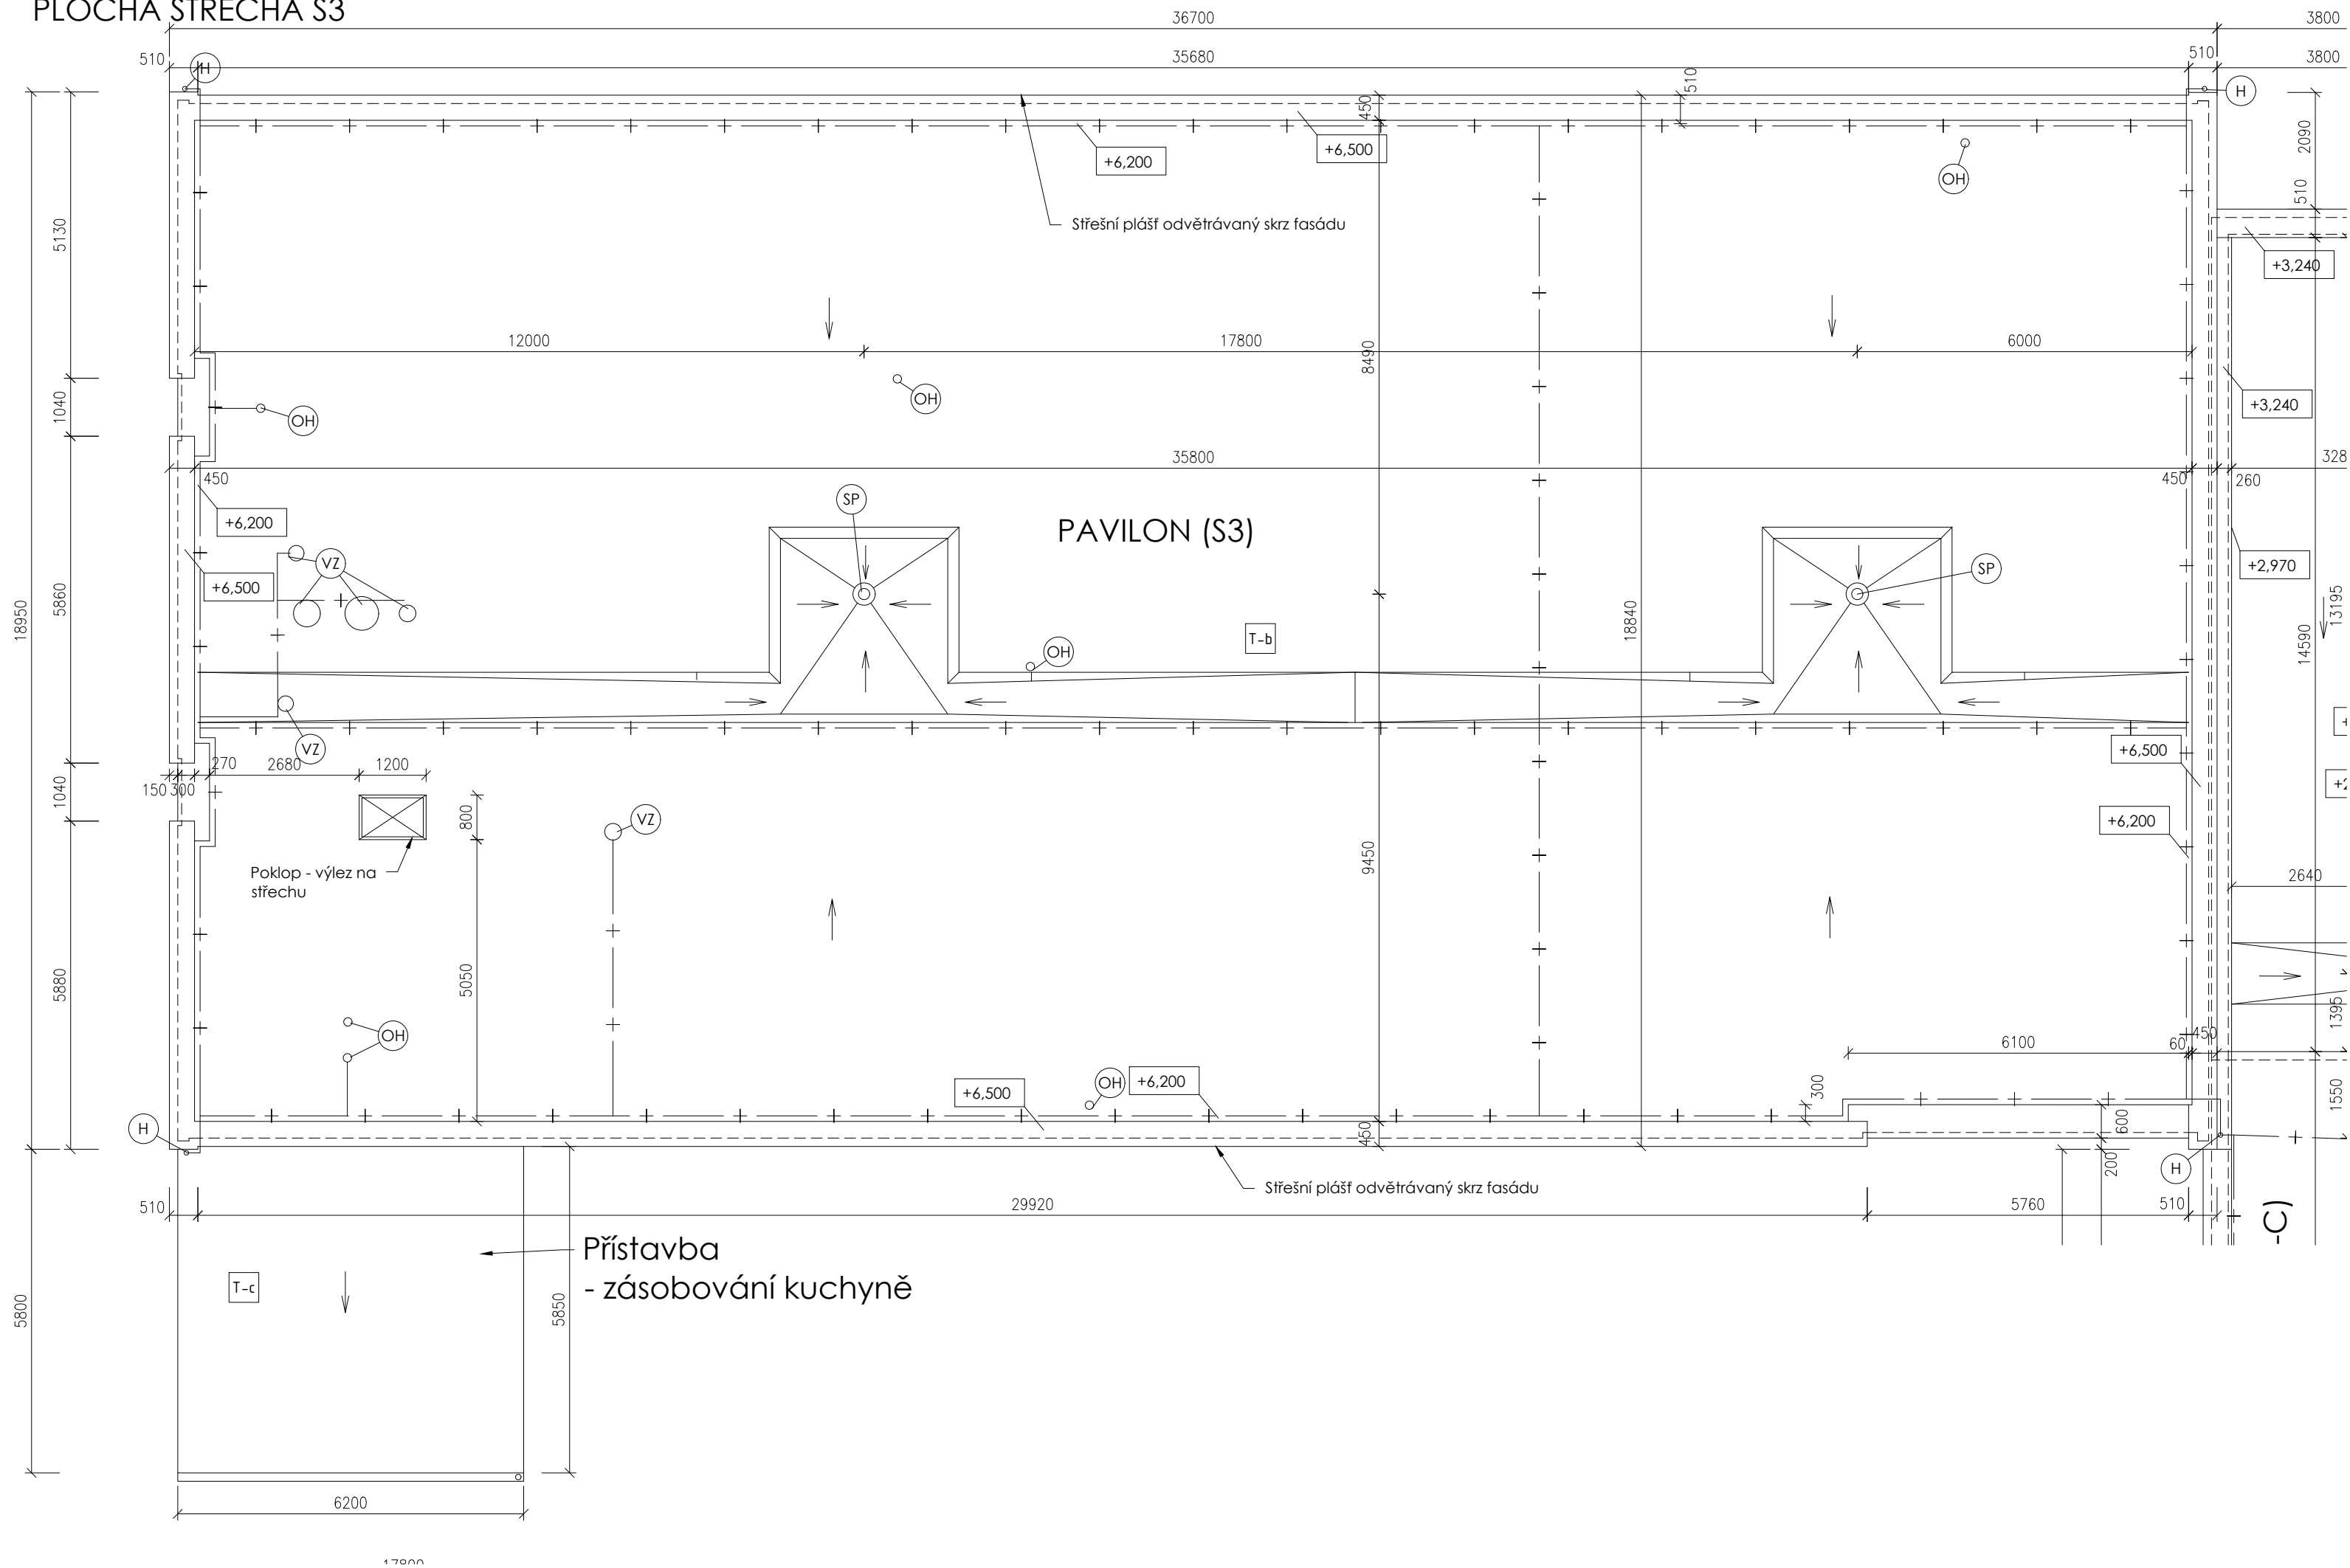 PLOCHÁ STŘECHA S3
36700
3800
510
35680
510
3800
H
H
510
450
2090
+6,200
+6,500
OH
510
5130
Střešní plášť odvětrávaný skrz fasádu
+3,240
12000
17800
6000
8490
1040
OH
OH
+3,240
450
35800
450
260
328
SP
PAVILON (S3)
+6,200
VZ
SP
+2,970
+6,500
5860
18950
18840
13195
14590
T-b
OH
VZ
+6,500
270
2680
1200
150
300
1040
800
VZ
+6,200
9450
Poklop - výlez na
střechu
2640
5050
5880
1395
OH
6100
60
450
+6,500
OH
+6,200
300
1550
H
450
600
200
H
Střešní plášť odvětrávaný skrz fasádu
510
29920
5760
510
-C)
Přístavba
- zásobování kuchyně
T-c
5800
5850
6200
17800